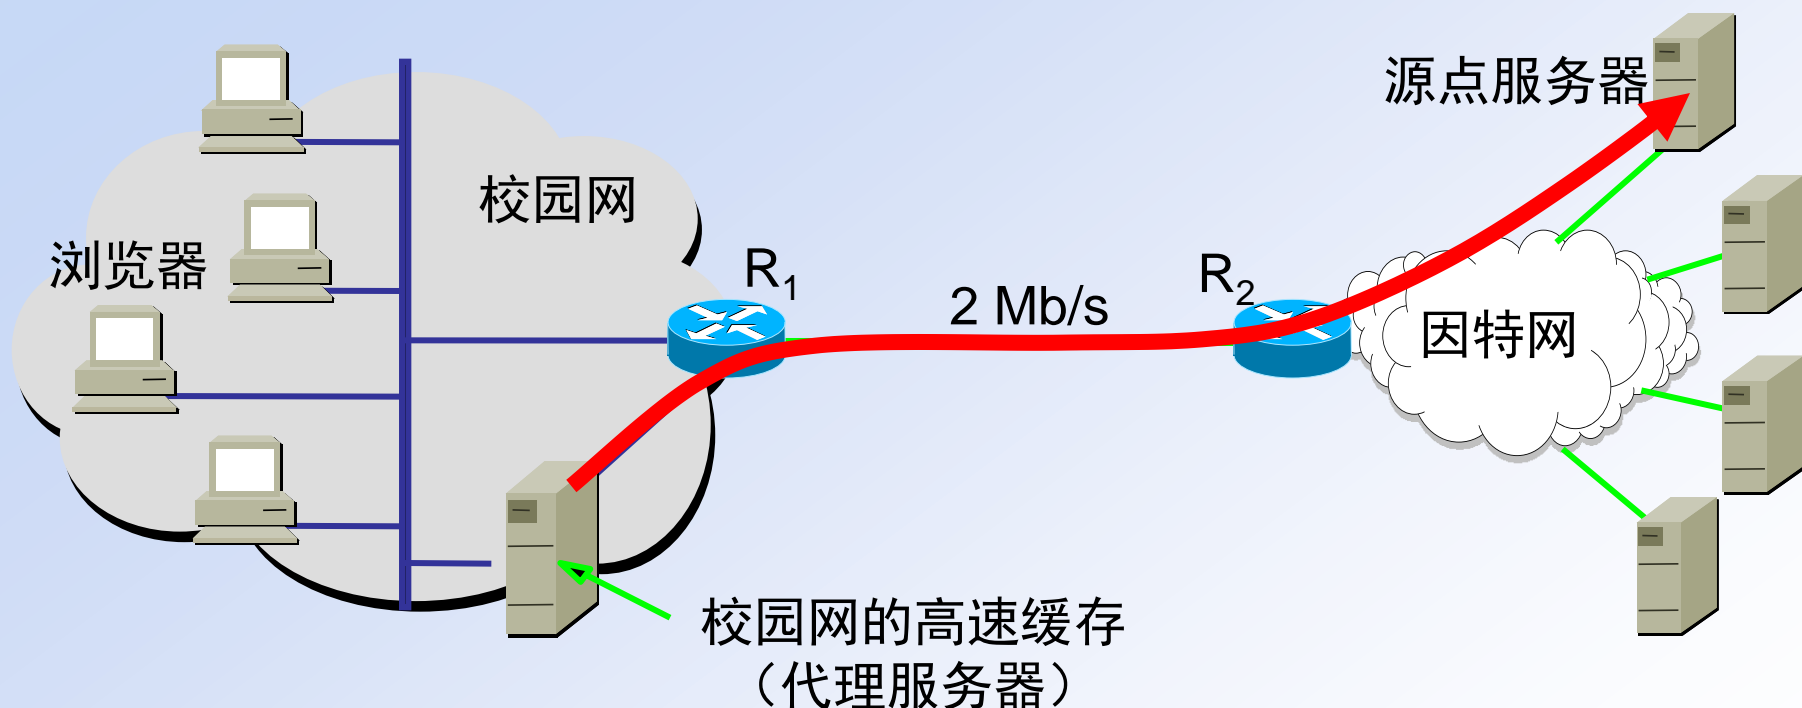 源点服务器
校园网
浏览器
R1
2 Mb/s
R2
因特网
校园网的高速缓存
（代理服务器）